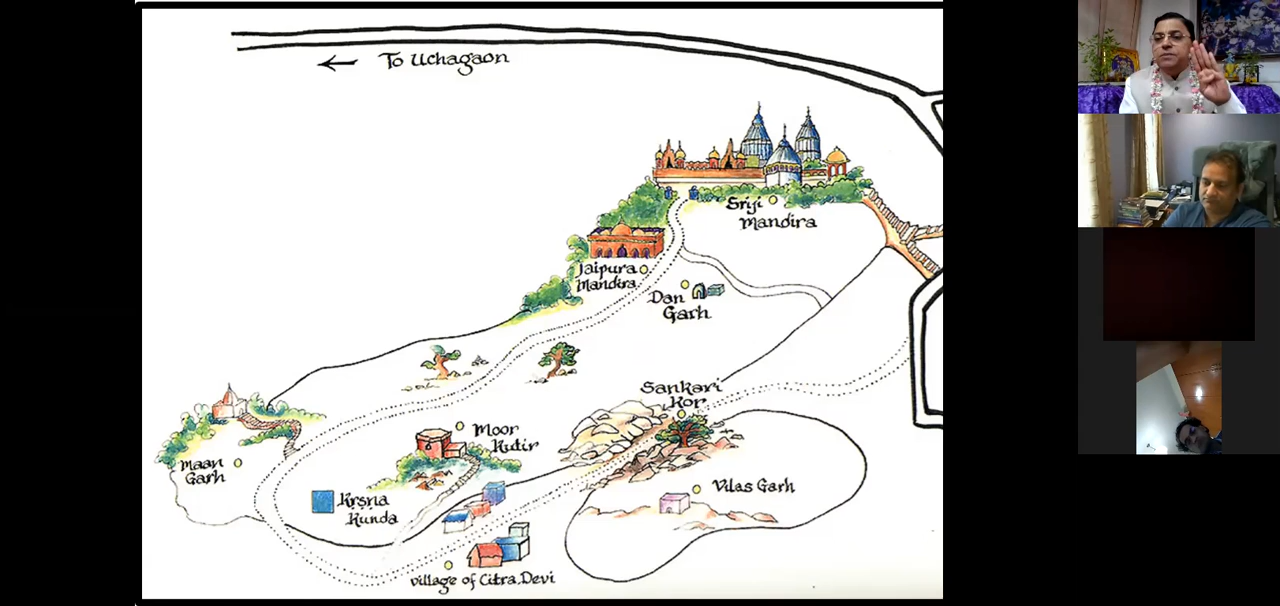 ← To Uchagaon
Sriji
Mandira
Jaipura
Mandira
Dan
Garh
Sankari
Kor
Moor
Kutir
Maan
Garh
Vilas Garh
Krṣṇa
Kunda
village of Citra Devi